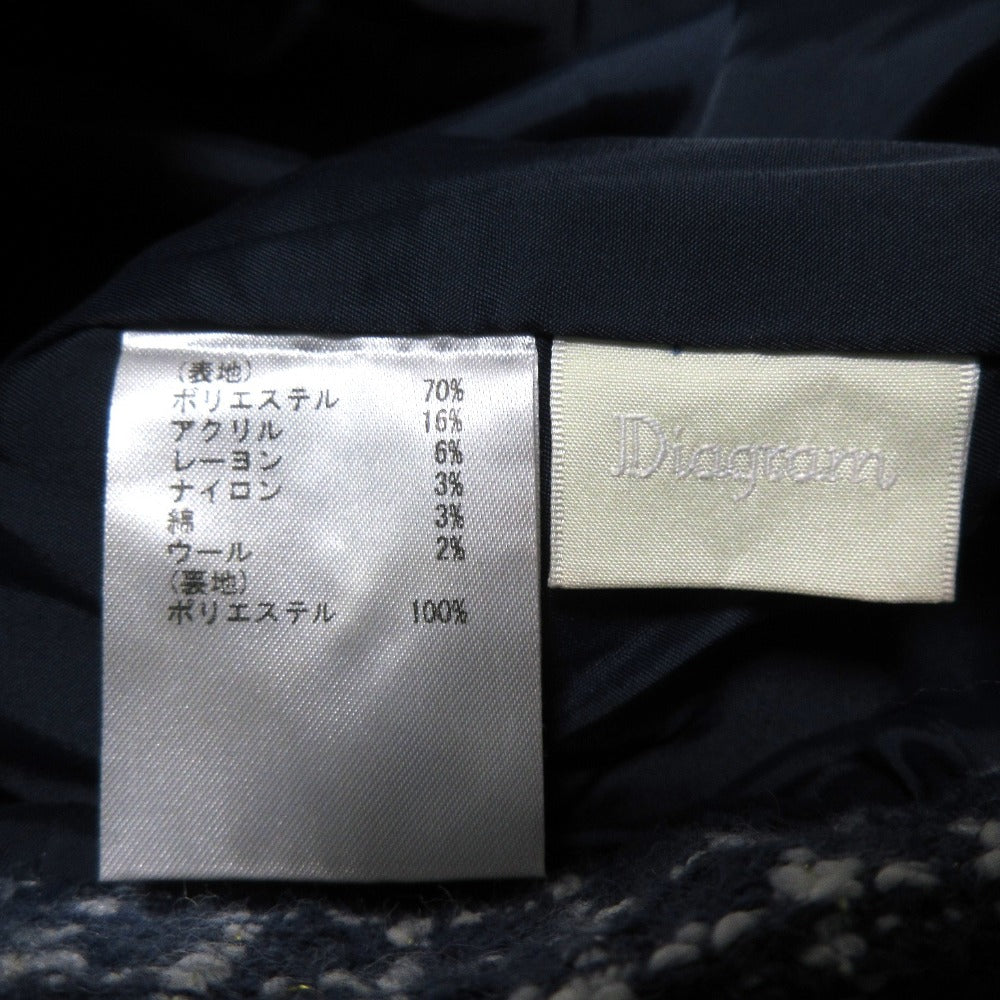 (表地)
ポリエステル 70%
アクリル 16%
レーヨン 6%
ナイロン 3%
綿 3%
ウール 2%
(裏地)
ポリエステル 100%
Diagram